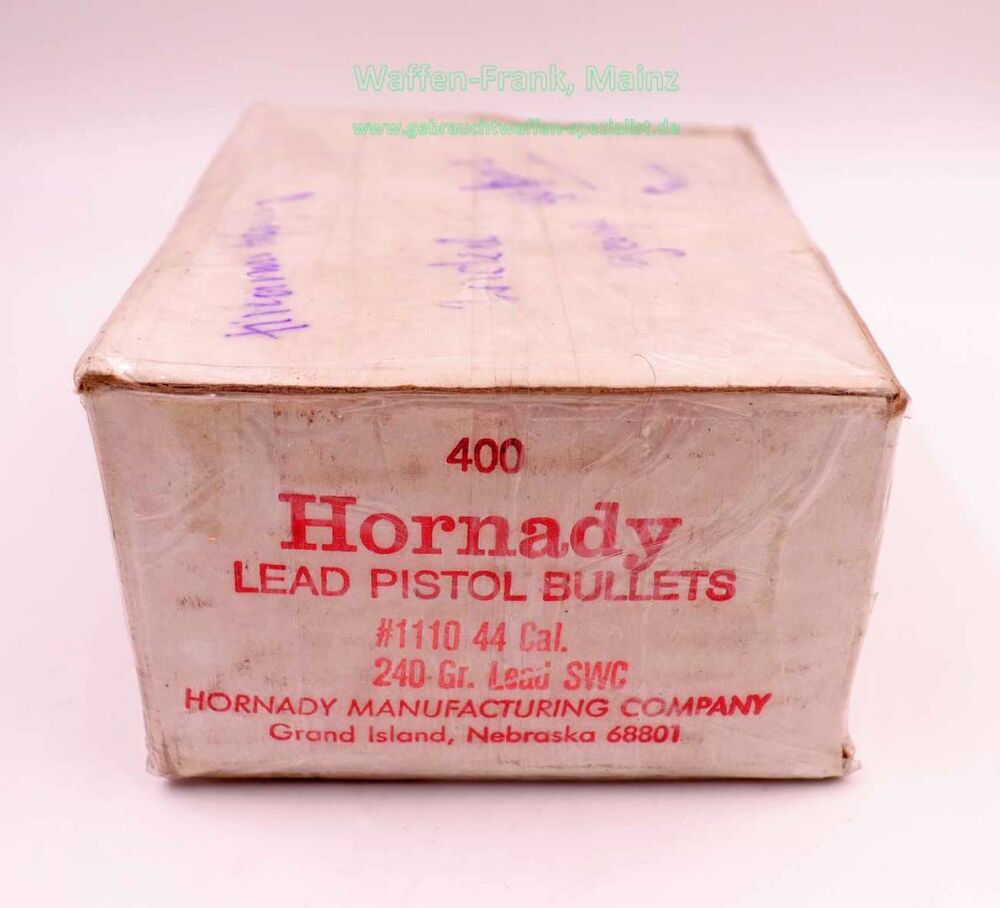 Waffen-Frank, Mainz
www.gebrauchtwaffen-spezialist.de
400
Hornady
LEAD PISTOL BULLETS
#1110 44 Cal.
240 Gr. Lead SWC
HORNADY MANUFACTURING COMPANY
Grand Island, Nebraska 68801